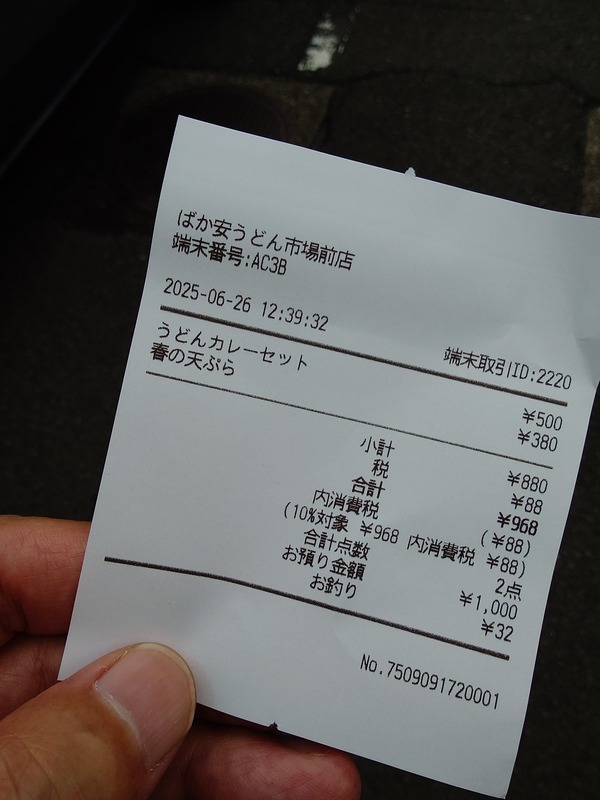 ばか安うどん市場前店
端末番号:AC3B
2025-06-26 12:39:32
端末取引ID:2220
うどんカレーセット ¥500
春の天ぷら ¥380
小計 ¥880
税 ¥88
合計 ¥968
内消費税 (¥88)
(10%対象 ¥968 内消費税 ¥88)
合計点数 2点
お預り金額 ¥1,000
お釣り ¥32
No.7509091720001